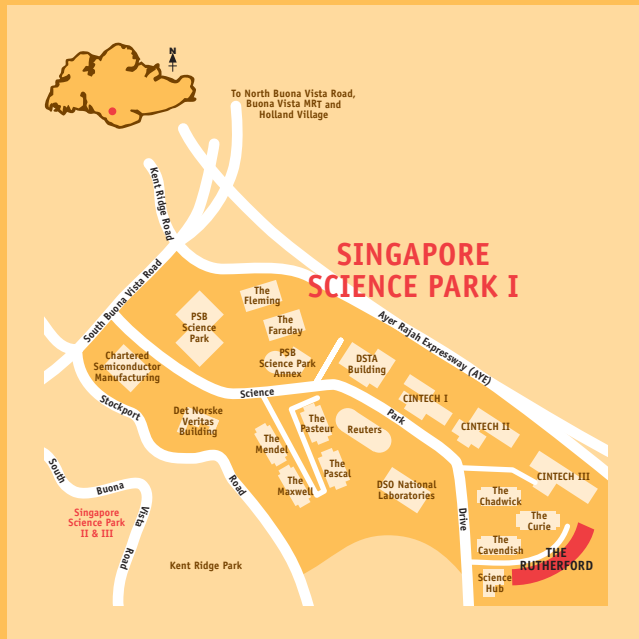 N
To North Buona Vista Road,
Buona Vista MRT and
Holland Village
Kent Ridge Road
SINGAPORE
SCIENCE PARK I
South Buona Vista Road
The
Fleming
PSB
Science
Park
The
Faraday
Ayer Rajah Expressway (AYE)
Chartered
Semiconductor
Manufacturing
PSB
Science Park
Annex
DSTA
Building
Science
CINTECH I
Stockport
Det Norske
Veritas
Building
The
Pasteur
Reuters
Park
CINTECH II
The
Mendel
The
Pascal
The
Maxwell
DSO National
Laboratories
CINTECH III
South
Buona
Vista
Road
Road
The
Chadwick
Singapore
Science Park
II & III
Drive
The
Curie
The
Cavendish
THE
RUTHERFORD
Kent Ridge Park
Science
Hub